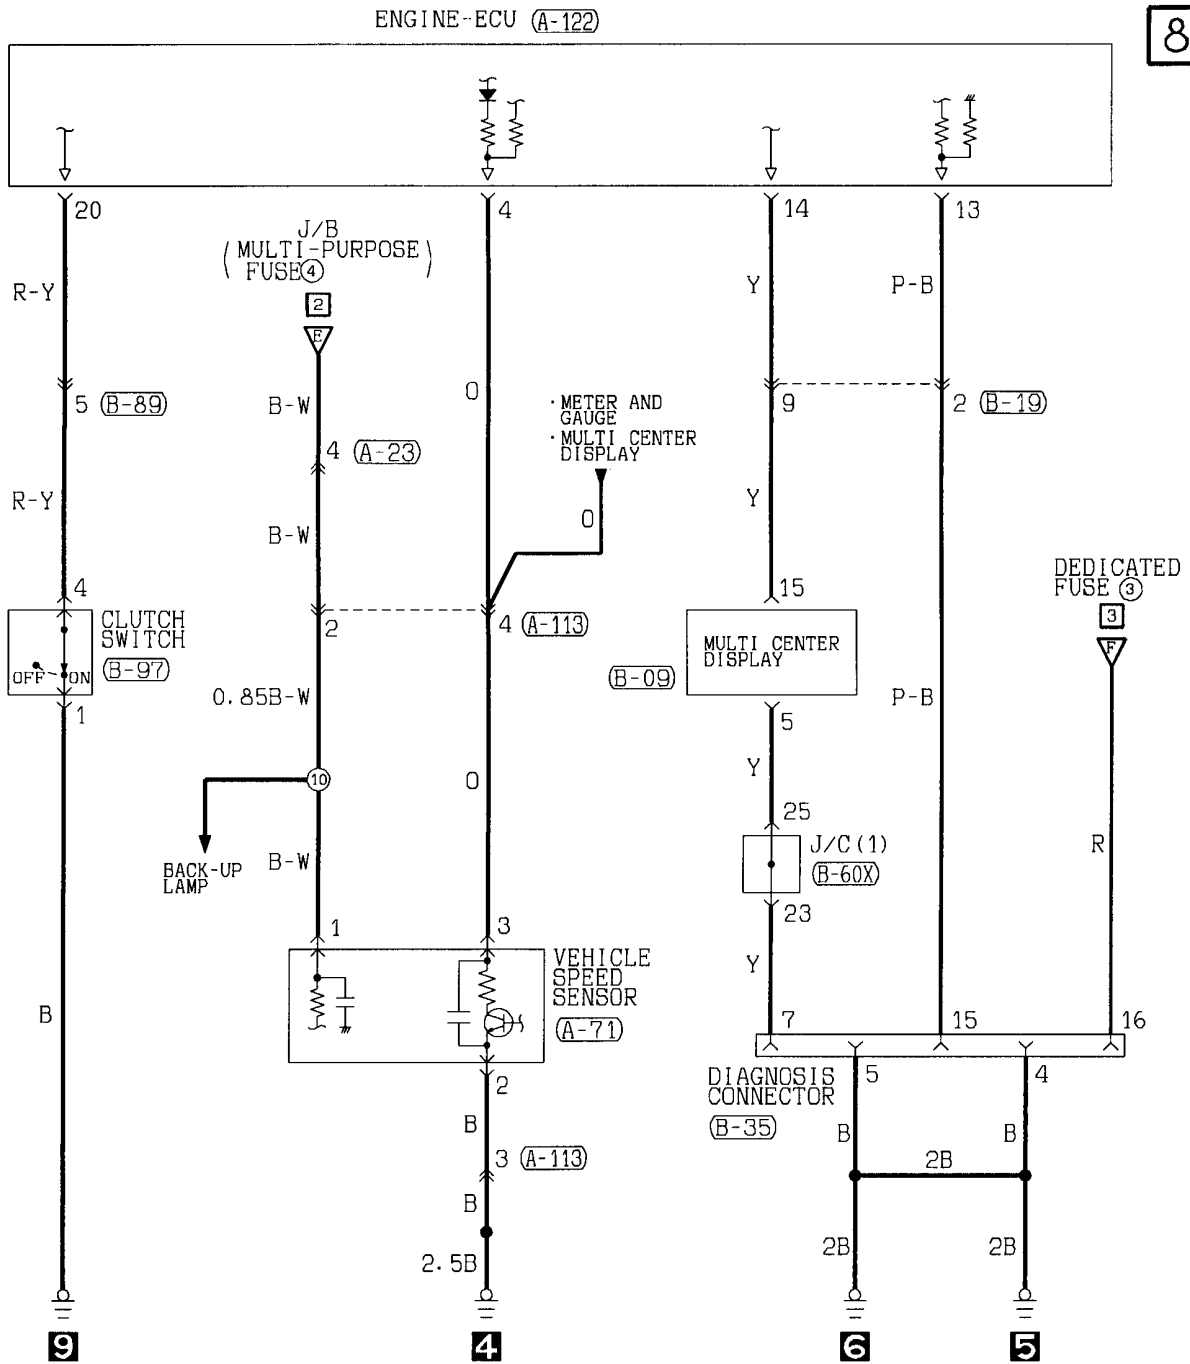 ENGINE-ECU (A-122)
8
20
4
14
13
J/B
(MULTI-PURPOSE)
FUSE④
2
E
R-Y
Y
P-B
B-W
O
5 (B-89)
4 (A-23)
· METER AND
GAUGE
· MULTI CENTER
DISPLAY
9
2 (B-19)
R-Y
B-W
O
Y
4
2
4 (A-113)
15
DEDICATED
FUSE ③
3
F
CLUTCH
SWITCH
(B-97)
OFF
ON
1
MULTI CENTER
DISPLAY
(B-09)
0.85B-W
P-B
5
10
O
Y
25
J/C(1)
(B-60X)
23
R
BACK-UP
LAMP
B-W
1
3
VEHICLE
SPEED
SENSOR
(A-71)
Y
B
7
15
16
2
5
4
DIAGNOSIS
CONNECTOR
(B-35)
B
B
B
3 (A-113)
2B
B
2.5B
2B
2B
9
4
6
5